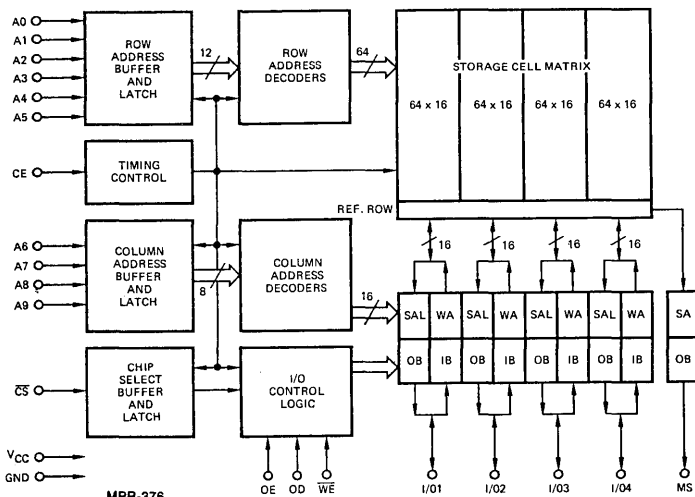 A0
A1
A2
A3
A4
A5
ROW
ADDRESS
BUFFER
AND
LATCH
12
ROW
ADDRESS
DECODERS
64
STORAGE CELL MATRIX
64 x 16
64 x 16
64 x 16
64 x 16
CE
TIMING
CONTROL
REF. ROW
16
16
16
16
A6
A7
A8
A9
COLUMN
ADDRESS
BUFFER
AND
LATCH
8
COLUMN
ADDRESS
DECODERS
16
SAL WA SAL WA SAL WA SAL WA SA
OB IB OB IB OB IB OB IB OB
CS
CHIP
SELECT
BUFFER
AND
LATCH
I/O
CONTROL
LOGIC
VCC
GND
OE OD WE
I/01 I/02 I/03 I/04 MS
MPR-376